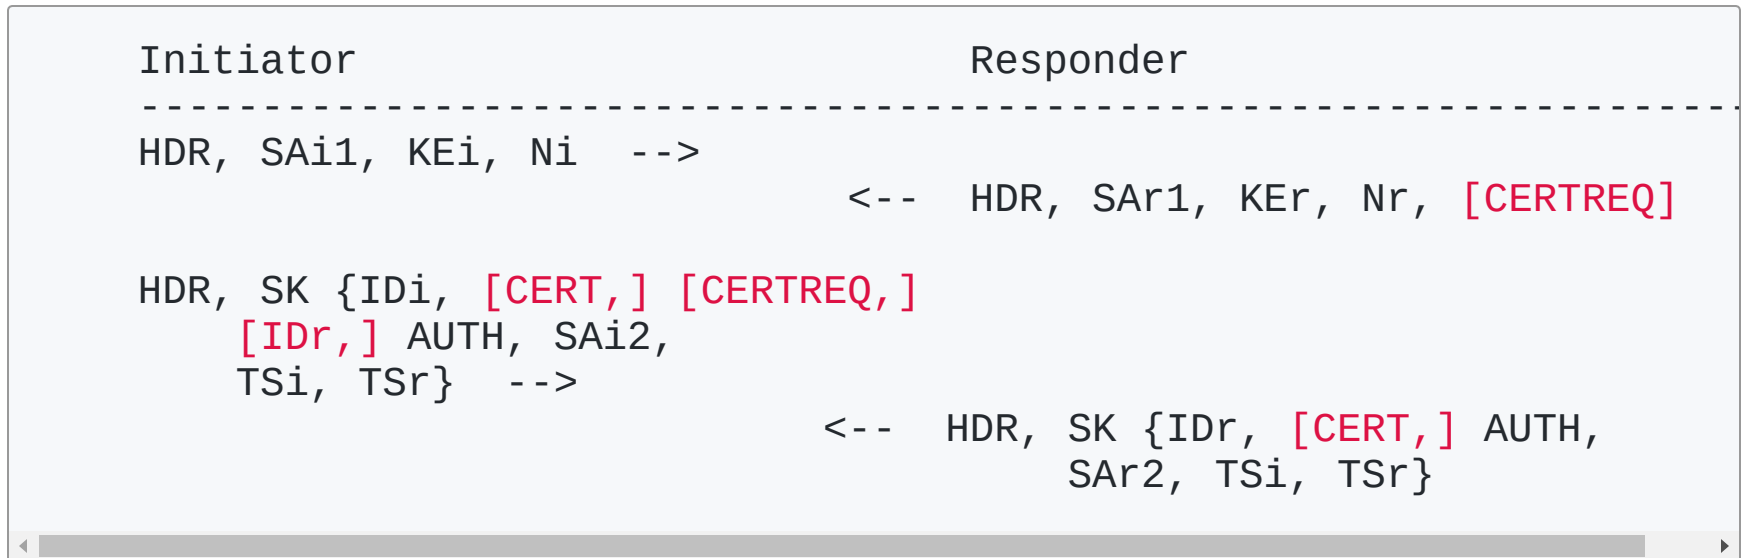 Initiator                         Responder
-------------------------------------------------------------------
HDR, SAi1, KEi, Ni  -->
                             <--  HDR, SAr1, KEr, Nr, [CERTREQ]
HDR, SK {IDi, [CERT,] [CERTREQ,]
    [IDr,] AUTH, SAi2,
    TSi, TSr}  -->
                            <--  HDR, SK {IDr, [CERT,] AUTH,
                                      SAr2, TSi, TSr}